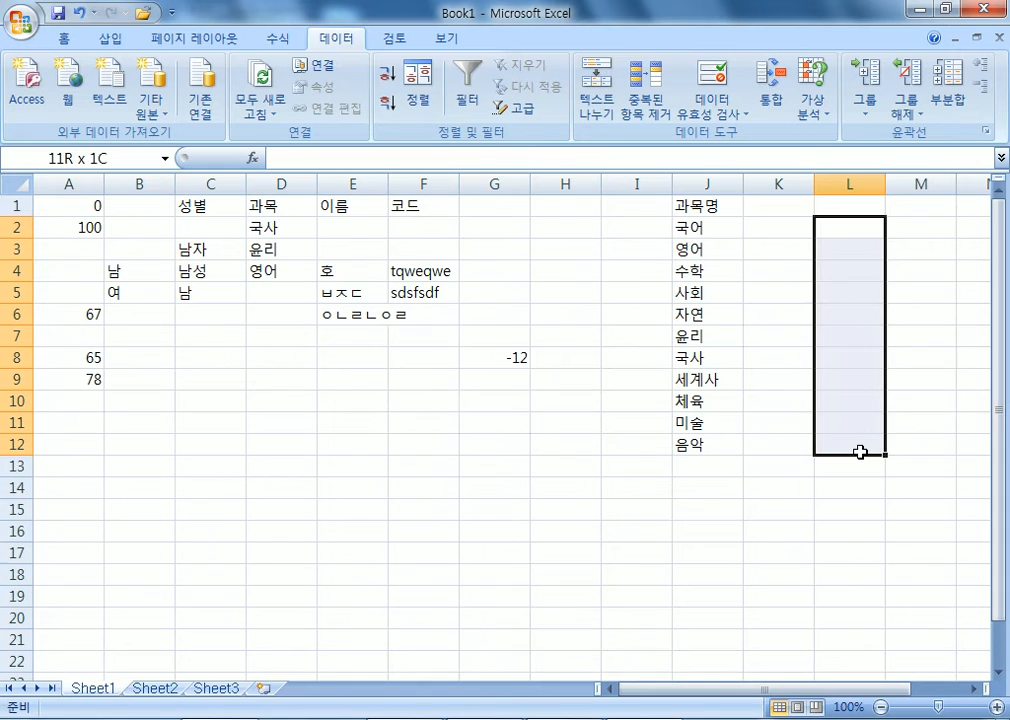 Book1 - Microsoft Excel
홈 삽입 페이지 레이아웃 수식 데이터 검토 보기
Access 웹 텍스트 기타 원본 기존 연결 모두 새로 고침 연결 속성 연결 편집 정렬 필터 지우기 다시 적용 고급 텍스트 나누기 중복된 항목 제거 데이터 유효성 검사 통합 가상 분석 그룹 그룹 해제 부분합
외부 데이터 가져오기 연결 정렬 및 필터 데이터 도구 윤곽선
11R x 1C fx
A B C D E F G H I J K L M
1 0 성별 과목 이름 코드 과목명
2 100 국사 국어
3 남자 윤리 영어
4 남 남성 영어 호 tqweqwe 수학
5 여 남 ㅂㅈㄷ sdsfsdf 사회
6 67 ㅇㄴㄹㄴㅇㄹ 자연
7 윤리
8 65 -12 국사
9 78 세계사
10 체육
11 미술
12 음악
13
14
15
16
17
18
19
20
21
22
Sheet1 Sheet2 Sheet3
준비 100%